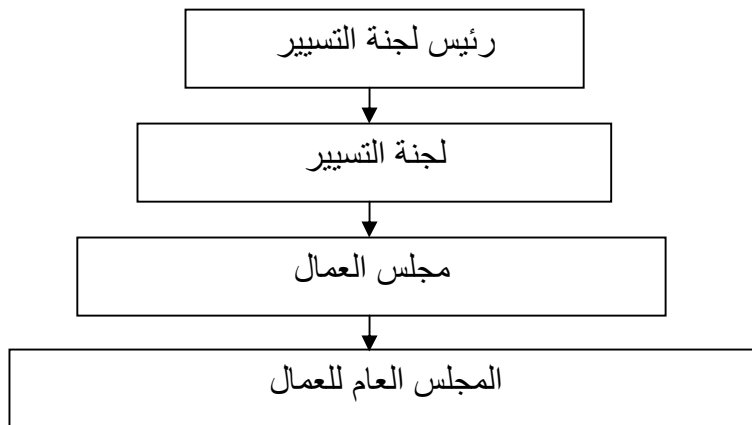 رئيس لجنة التسيير
لجنة التسيير
مجلس العمال
المجلس العام للعمال